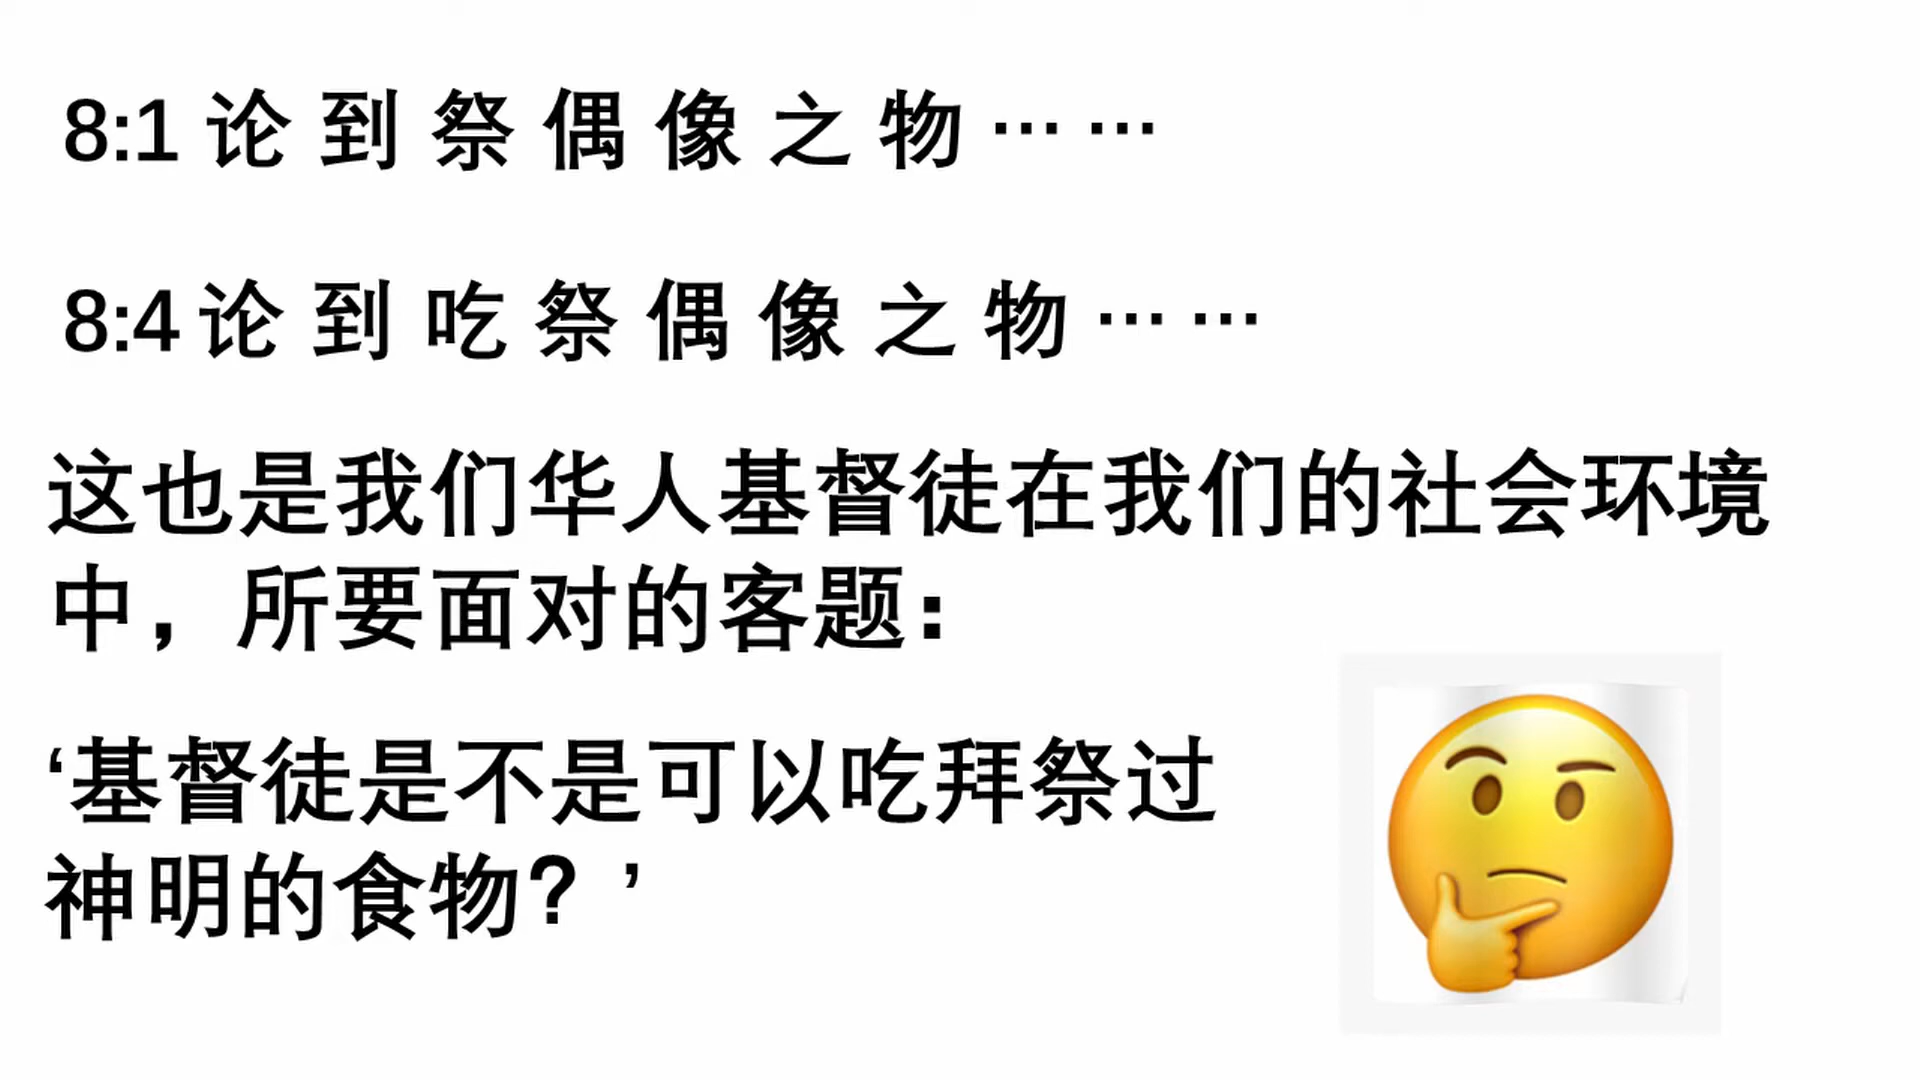 8:1 论 到 祭 偶 像 之 物 … …
8:4 论 到 吃 祭 偶 像 之 物 … …
这也是我们华人基督徒在我们的社会环境
中，所要面对的客题：
‘基督徒是不是可以吃拜祭过
神明的食物？’